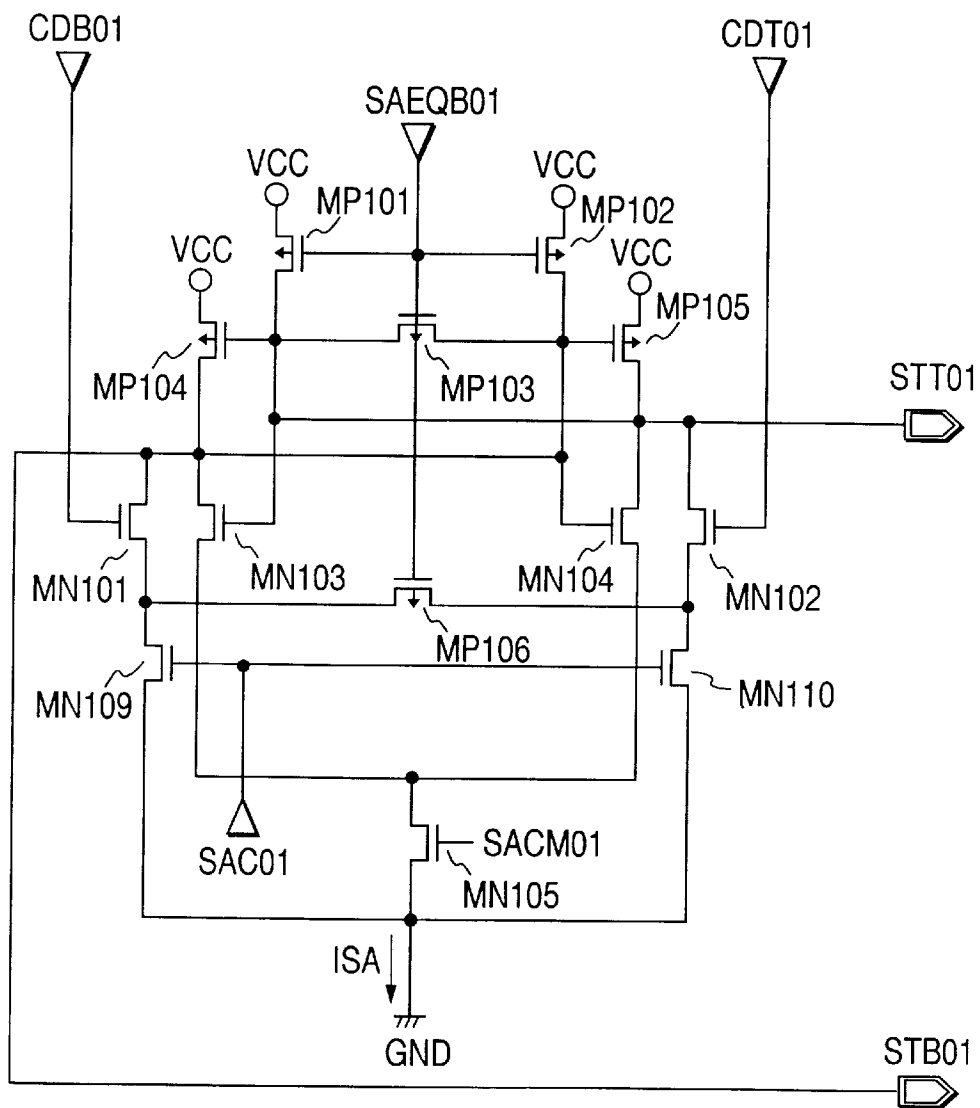 CDB01
CDT01
SAEQB01
VCC
VCC
MP101
MP102
VCC
VCC
MP105
MP104
MP103
STT01
MN101
MN103
MN104
MN102
MP106
MN109
MN110
SAC01
SACM01
MN105
ISA
GND
STB01